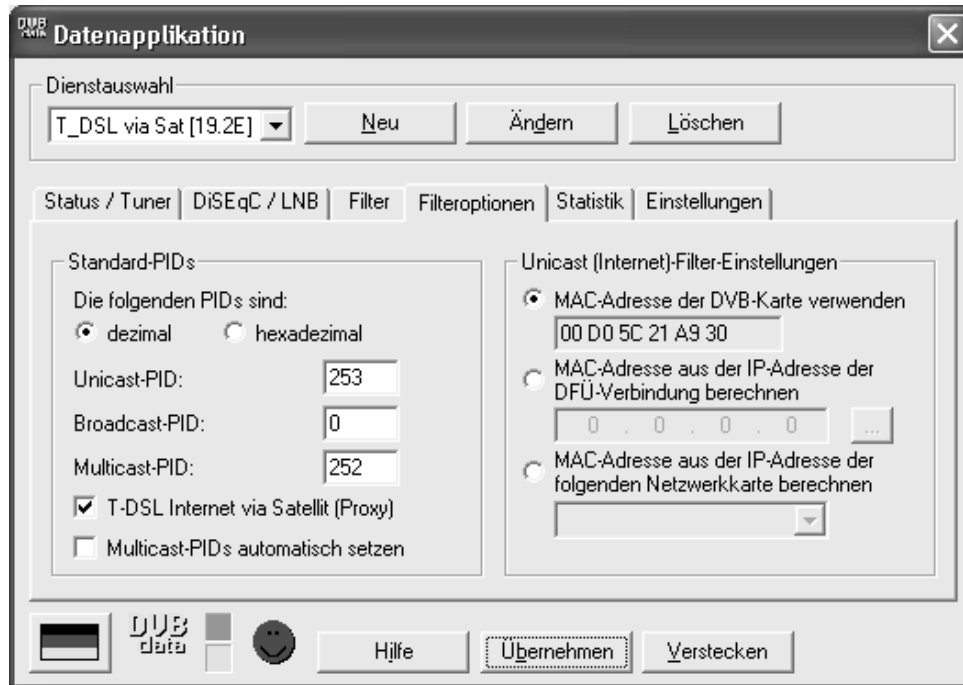 DVB data Datenapplikation
Dienstauswahl
T_DSL via Sat [19.2E] Neu Ändern Löschen
Status / Tuner DiSEqC / LNB Filter Filteroptionen Statistik Einstellungen
Standard-PIDs
Die folgenden PIDs sind:
dezimal hexadezimal
Unicast-PID: 253
Broadcast-PID: 0
Multicast-PID: 252
T-DSL Internet via Satellit (Proxy)
Multicast-PIDs automatisch setzen
Unicast (Internet)-Filter-Einstellungen
MAC-Adresse der DVB-Karte verwenden
00 D0 5C 21 A9 30
MAC-Adresse aus der IP-Adresse der
DFÜ-Verbindung berechnen
0 . 0 . 0 . 0 ...
MAC-Adresse aus der IP-Adresse der
folgenden Netzwerkkarte berechnen
DVB
data
Hilfe Übernehmen Verstecken